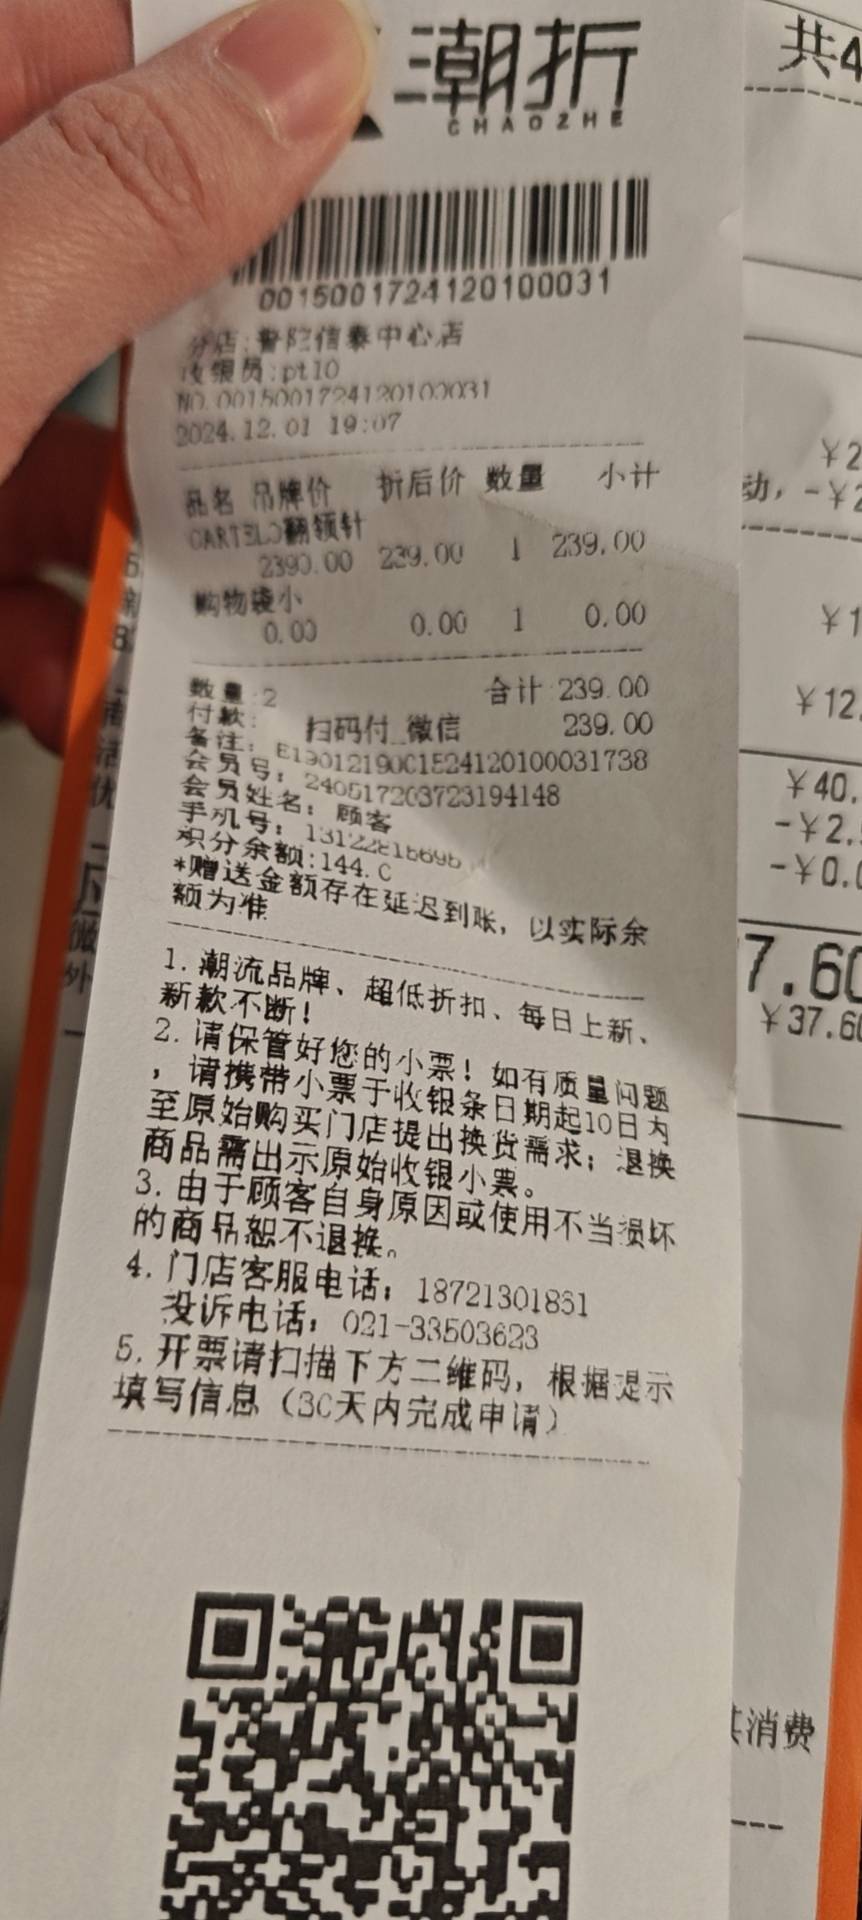 潮折
CHAOZHE
0015001724120100031
分店:普陀信泰中心店
收银员:pt10
NO.0015001724120100031
2024.12.01 19:07
品名 吊牌价 折后价 数量 小计
CARTELO翻领针
2390.00 239.00 1 239.00
购物袋小
0.00 0.00 1 0.00
数量:2 合计:239.00
付款: 扫码付_微信 239.00
备注:
会员号: 240517203723194148
会员姓名: 顾客
手机号:
积分余额:144.0
*赠送金额存在延迟到账, 以实际余
额为准
1. 潮流品牌、超低折扣、每日上新、
新款不断!
2. 请保管好您的小票! 如有质量问题
, 请携带小票于收银条日期起10日内
至原始购买门店提出换货需求; 退换
商品需出示原始收银小票。
3. 由于顾客自身原因或使用不当损坏
的商品恕不退换。
4. 门店客服电话:
投诉电话: 021-33503623
5. 开票请扫描下方二维码, 根据提示
填写信息 (30天内完成申请)
共4
¥2
动, -¥2
¥1
¥12.
¥40.
-¥2.
-¥0.0
7.60
¥37.60
消费